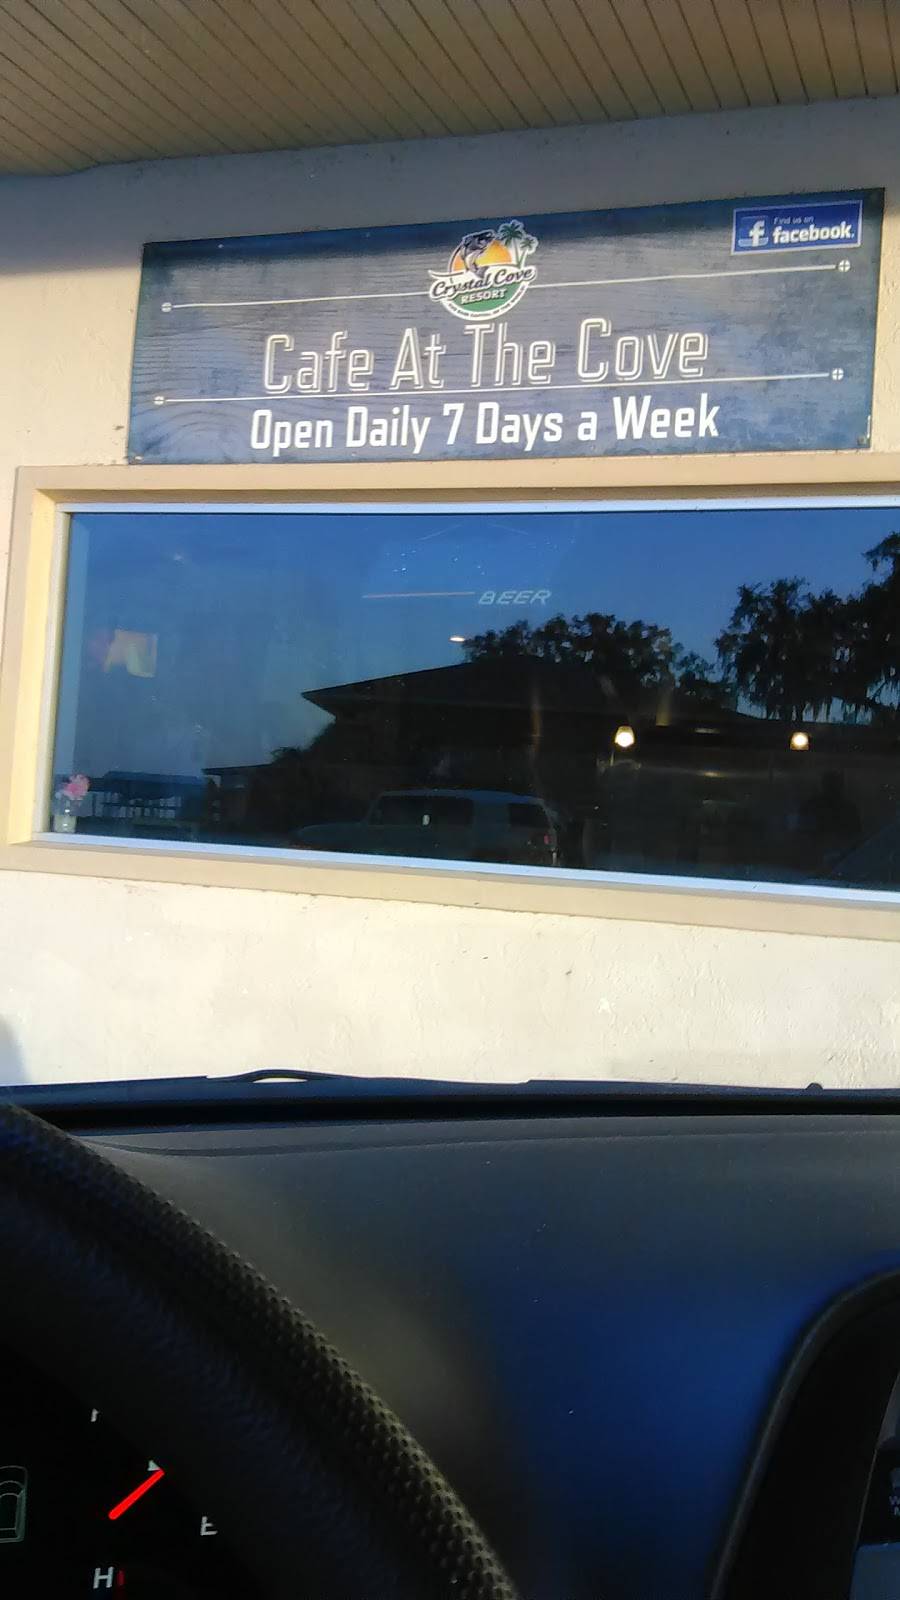 Find us on
facebook.
Crystal Cove
RESORT
Cafe At The Cove
Open Daily 7 Days a Week
BEER
E
H